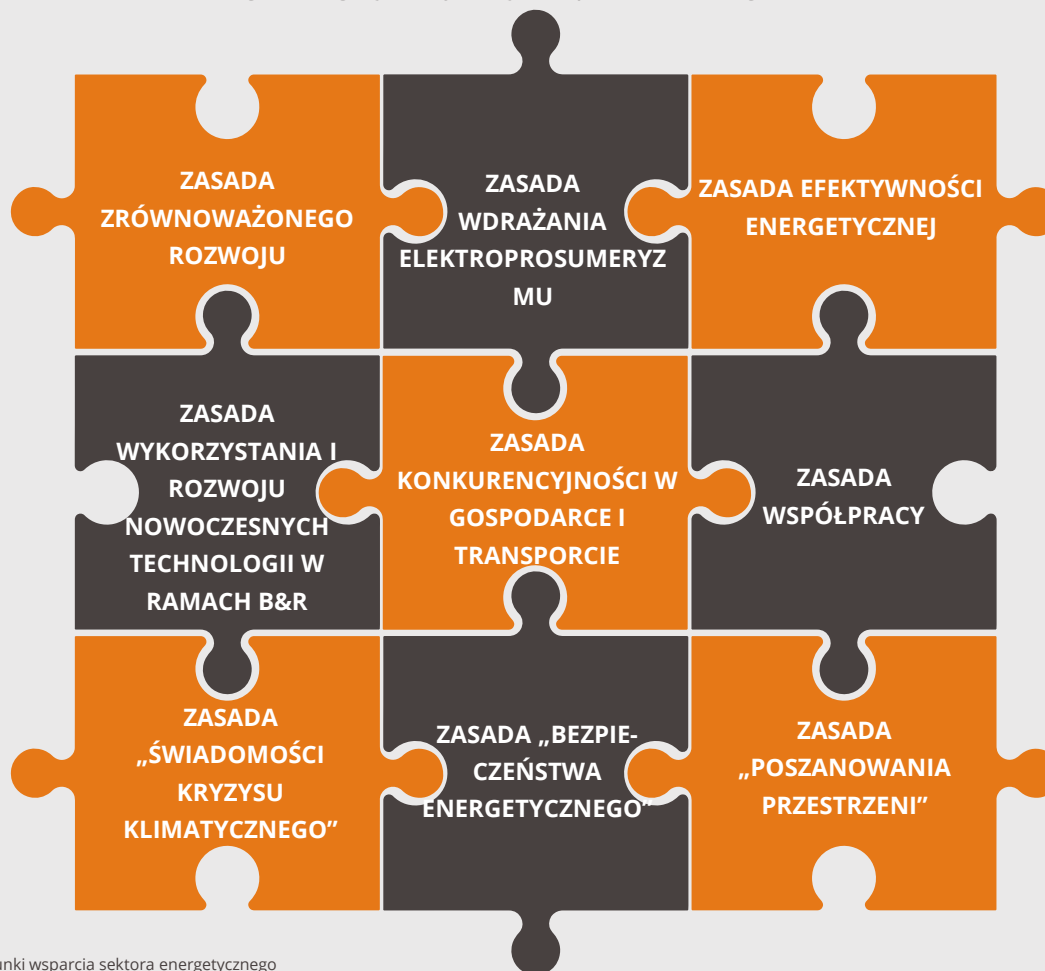 ZASADA
ZRÓWNOWAŻONEGO
ROZWOJU
ZASADA
WDRAŻANIA
ELEKTROPROSUMERYZ
MU
ZASADA EFEKTYWNOŚCI
ENERGETYCZNEJ
ZASADA
WYKORZYSTANIA I
ROZWOJU
NOWOCZESNYCH
TECHNOLOGII W
RAMACH B&R
ZASADA
KONKURENCYJNOŚCI W
GOSPODARCE I
TRANSPORCIE
ZASADA
WSPÓŁPRACY
ZASADA
„ŚWIADOMOŚCI
KRYZYSU
KLIMATYCZNEGO”
ZASADA „BEZPIE-
CZEŃSTWA
ENERGETYCZNEGO”
ZASADA
„POSZANOWANIA
PRZESTRZENI”
wsparcia sektora energetycznego